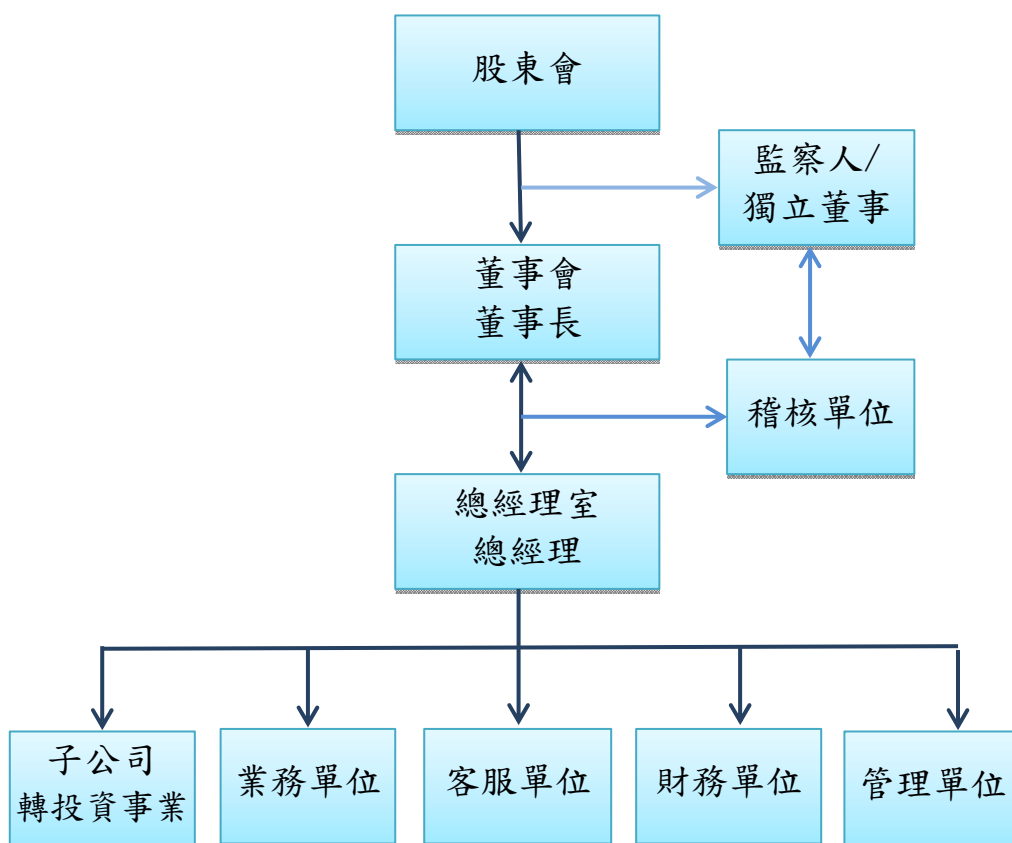 股東會
監察人/
獨立董事
董事會
董事長
稽核單位
總經理室
總經理
子公司
轉投資事業
業務單位
客服單位
財務單位
管理單位